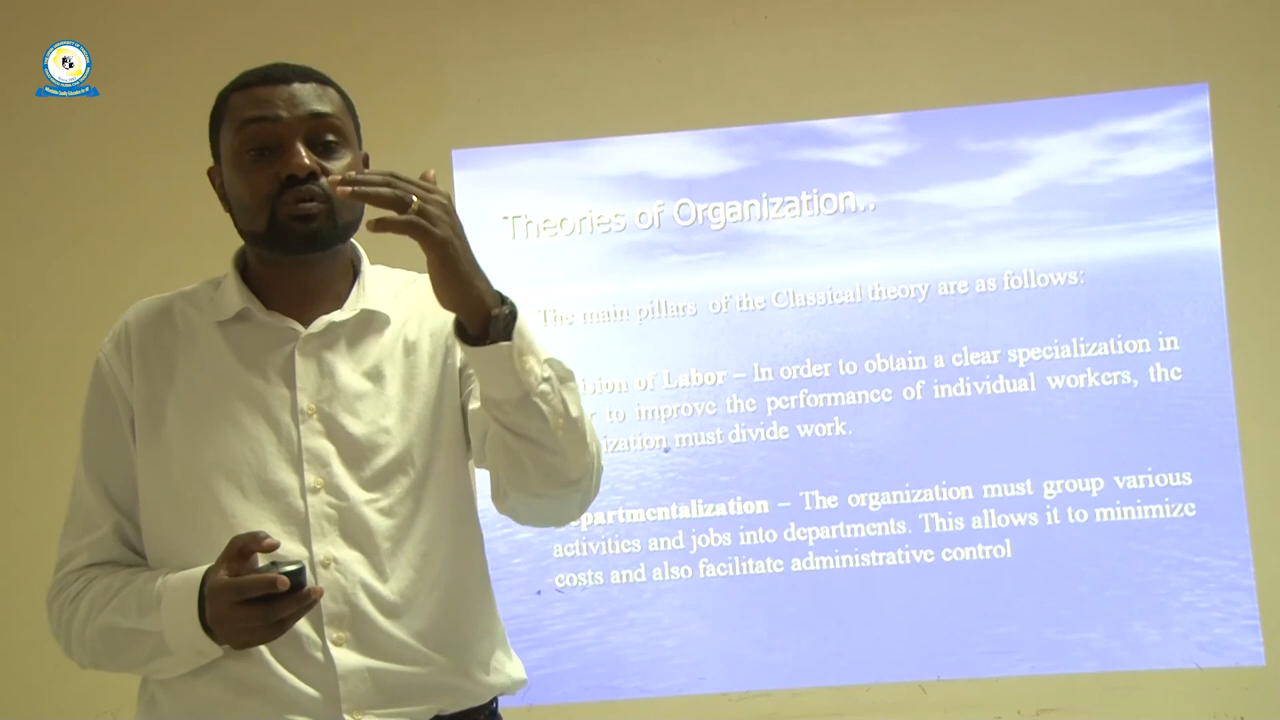 Theories of Organization..
The main pillars of the Classical theory are as follows:
of Labor – In order to obtain a clear specialization in
to improve the performance of individual workers, the
must divide work.
Departmentalization – The organization must group various
activities and jobs into departments. This allows it to minimize
costs and also facilitate administrative control